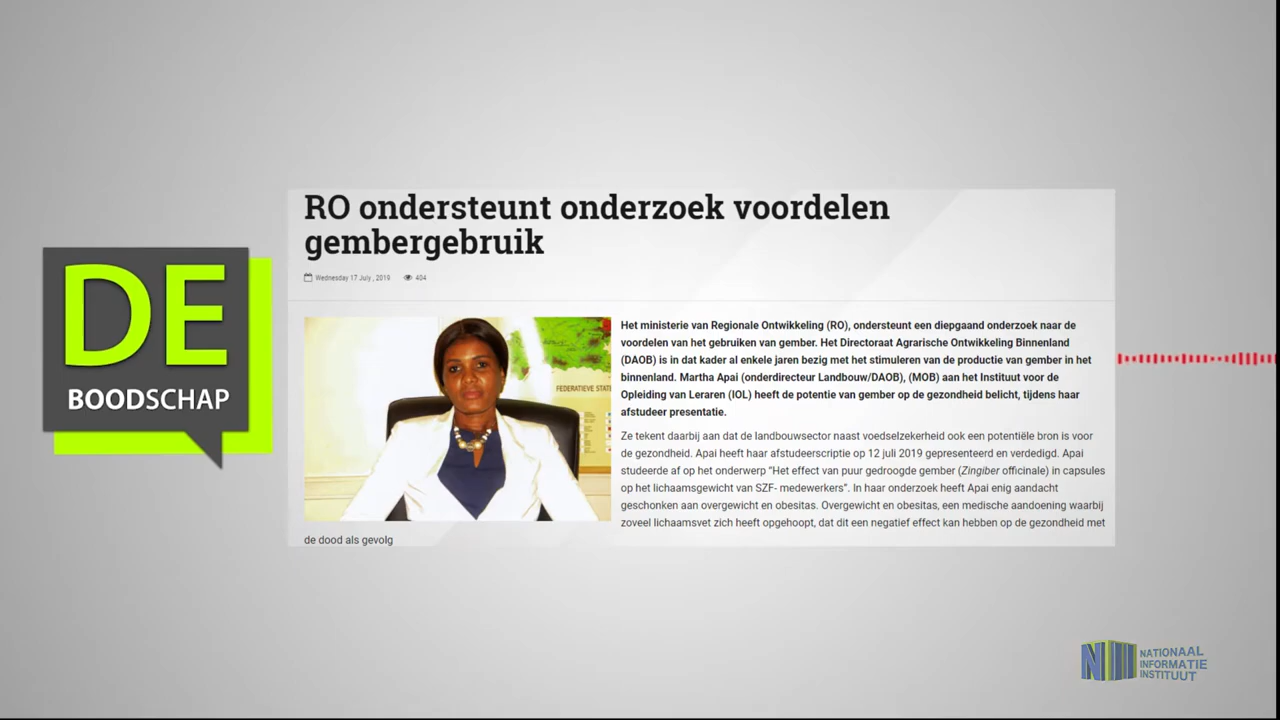 RO ondersteunt onderzoek voordelen
gembergebruik
Wednesday 17 July , 2019 404
DE
BOODSCHAP
FEDERATIEVE STAT
Het ministerie van Regionale Ontwikkeling (RO), ondersteunt een diepgaand onderzoek naar de
voordelen van het gebruiken van gember. Het Directoraat Agrarische Ontwikkeling Binnenland
(DAOB) is in dat kader al enkele jaren bezig met het stimuleren van de productie van gember in het
binnenland. Martha Apai (onderdirecteur Landbouw/DAOB), (MOB) aan het Instituut voor de
Opleiding van Leraren (IOL) heeft de potentie van gember op de gezondheid belicht, tijdens haar
afstudeer presentatie.
Ze tekent daarbij aan dat de landbouwsector naast voedselzekerheid ook een potentiële bron is voor
de gezondheid. Apai heeft haar afstudeerscriptie op 12 juli 2019 gepresenteerd en verdedigd. Apai
studeerde af op het onderwerp "Het effect van puur gedroogde gember (Zingiber officinale) in capsules
op het lichaamsgewicht van SZF- medewerkers". In haar onderzoek heeft Apai enig aandacht
geschonken aan overgewicht en obesitas. Overgewicht en obesitas, een medische aandoening waarbij
zoveel lichaamsvet zich heeft opgehoopt, dat dit een negatief effect kan hebben op de gezondheid met
de dood als gevolg
NII
NATIONAAL
INFORMATIE
INSTITUUT